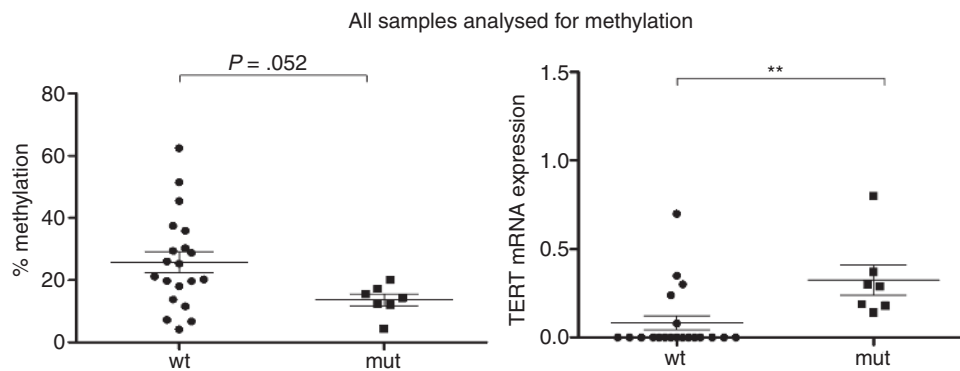 All samples analysed for methylation
P = .052
% methylation
80
60
40
20
0
wt
mut
**
TERT mRNA expression
1.5
1.0
0.5
0.0
wt
mut